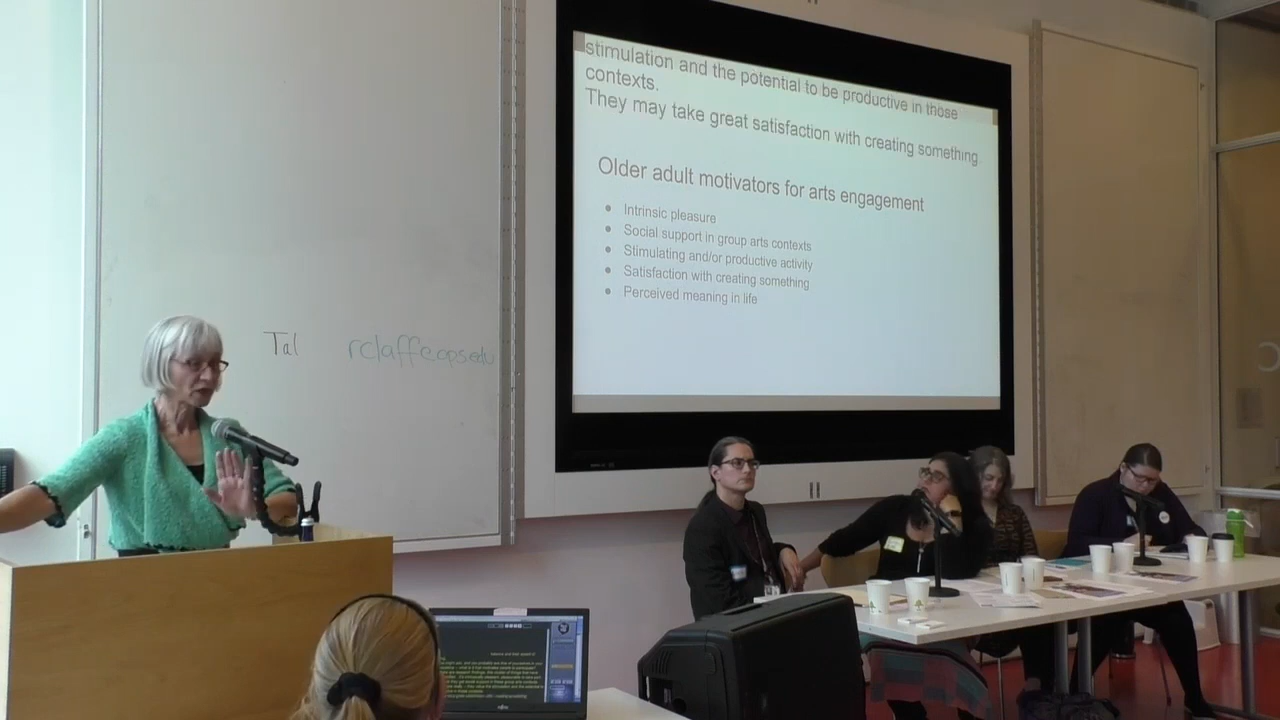 stimulation and the potential to be productive in those
contexts.
They may take great satisfaction with creating something
Older adult motivators for arts engagement
• Intrinsic pleasure
• Social support in group arts contexts
• Stimulating and/or productive activity
• Satisfaction with creating something
• Perceived meaning in life
Tal